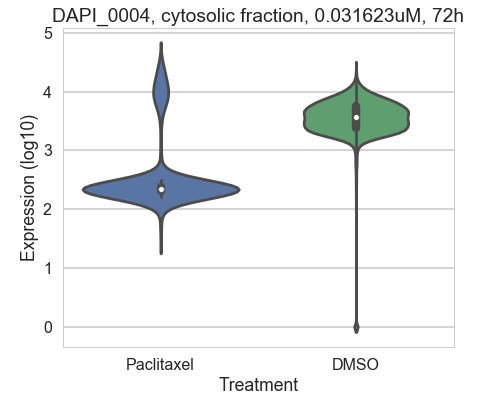 DAPI_0004, cytosolic fraction, 0.031623uM, 72h
5
4
3
2
1
0
Expression (log10)
Paclitaxel
DMSO
Treatment